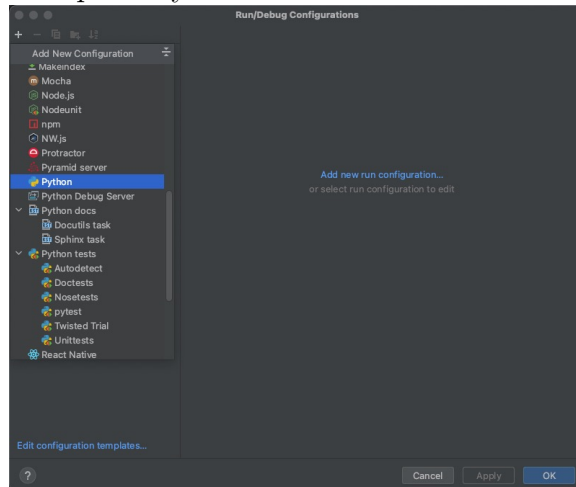 Run/Debug Configurations
Add New Configuration
Makeindex
Mocha
Node.js
Nodeunit
npm
NW.js
Protractor
Pyramid server
Python
Python Debug Server
Python docs
Docutils task
Sphinx task
Python tests
Autodetect
Doctests
Nosetests
pytest
Twisted Trial
Unittests
React Native
Add new run configuration...
or select run configuration to edit
Edit configuration templates...
?
Cancel
Apply
OK